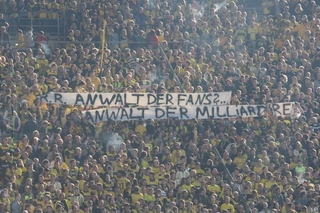 R. ANWALT DER FANS?..
ANWALT DER MILLIARDÄRE!